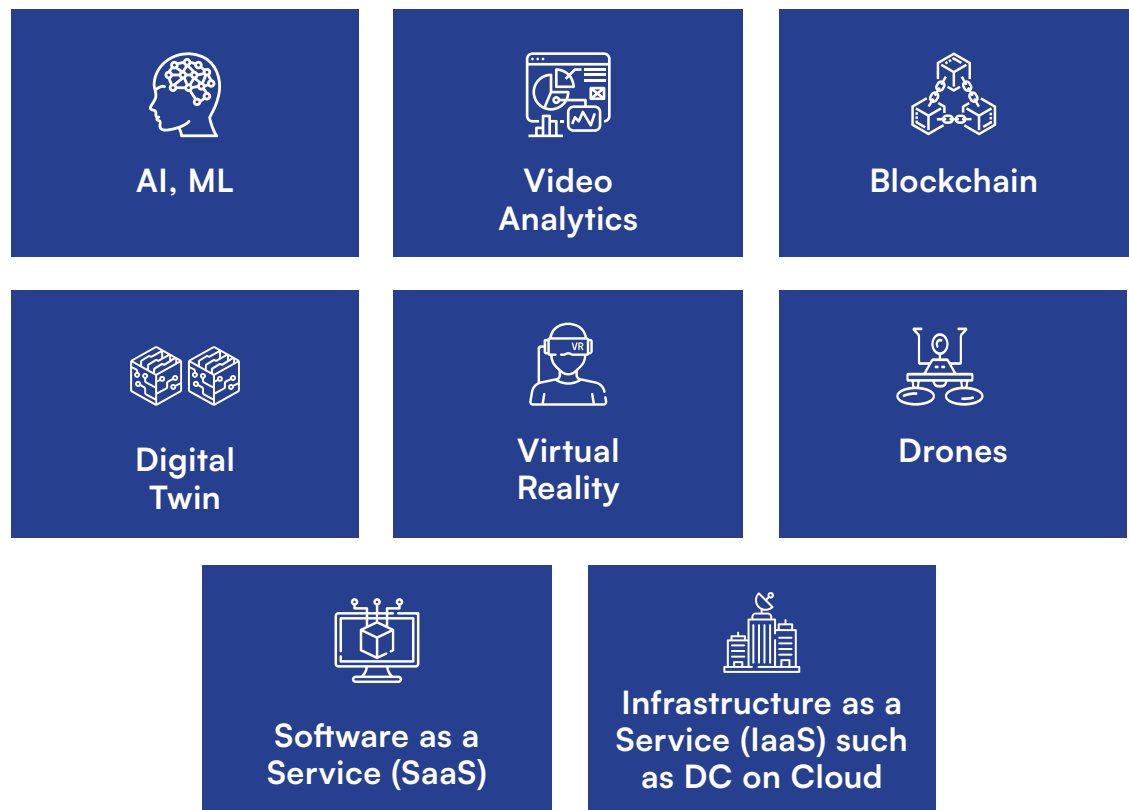 AI, ML
Video
Analytics
Blockchain
Digital
Twin
VR
Virtual
Reality
Drones
Software as a
Service (SaaS)
Infrastructure as a
Service (IaaS) such
as DC on Cloud